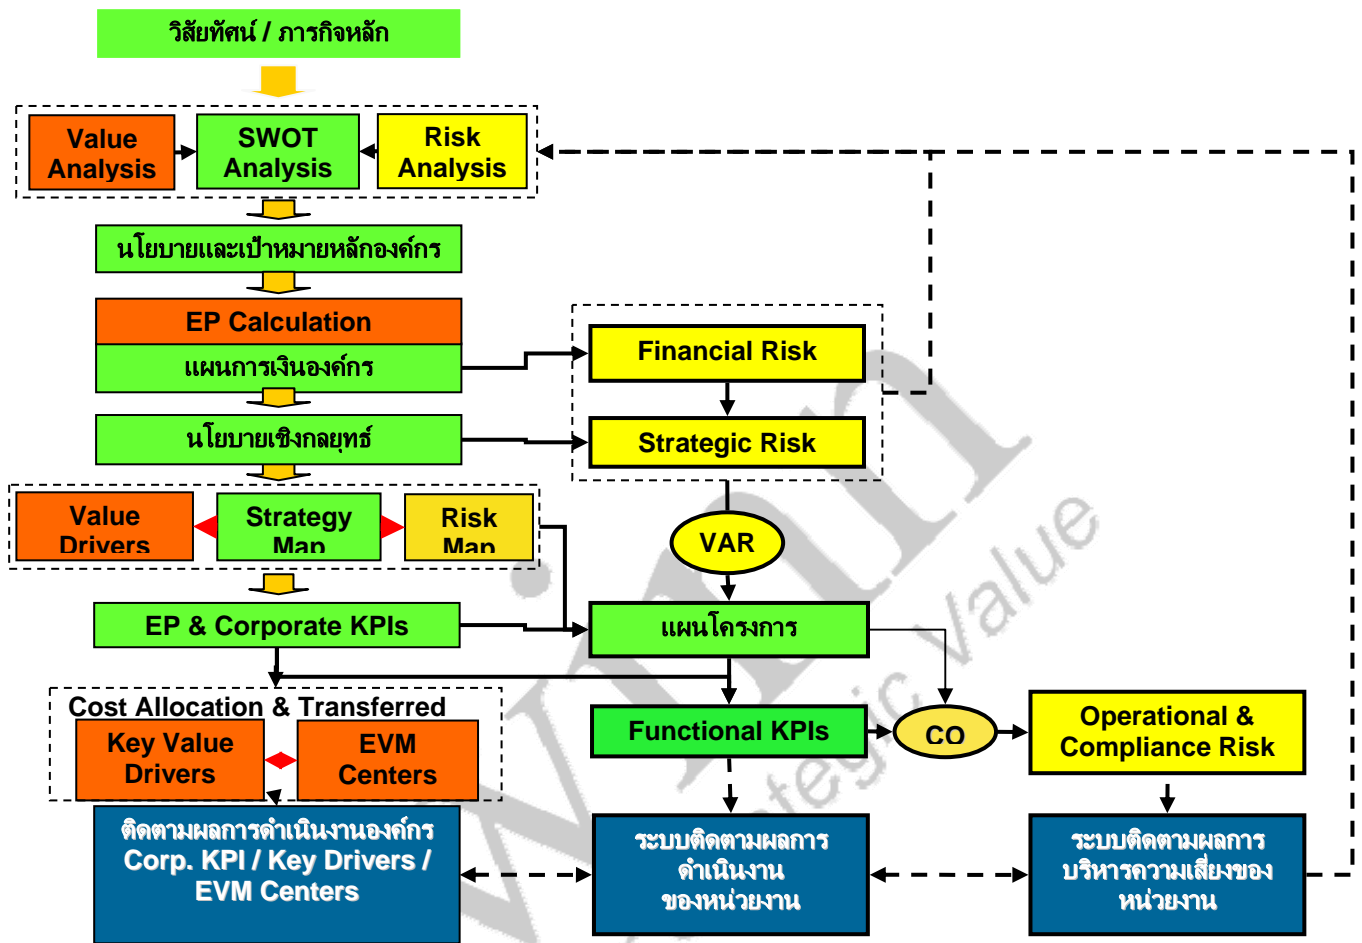 วิสัยทัศน์ / ภารกิจหลัก
Value
Analysis
SWOT
Analysis
Risk
Analysis
นโยบายและเป้าหมายหลักองค์กร
EP Calculation
แผนการเงินองค์กร
นโยบายเชิงกลยุทธ์
Financial Risk
Strategic Risk
Value
Drivers
Strategy
Map
Risk
Map
VAR
EP & Corporate KPIs
แผนโครงการ
Cost Allocation & Transferred
Key Value
Drivers
EVM
Centers
Functional KPIs
CO
Operational &
Compliance Risk
ติดตามผลการดำเนินงานองค์กร
Corp. KPI / Key Drivers /
EVM Centers
ระบบติดตามผลการ
ดำเนินงาน
ของหน่วยงาน
ระบบติดตามผลการ
บริหารความเสี่ยงของ
หน่วยงาน